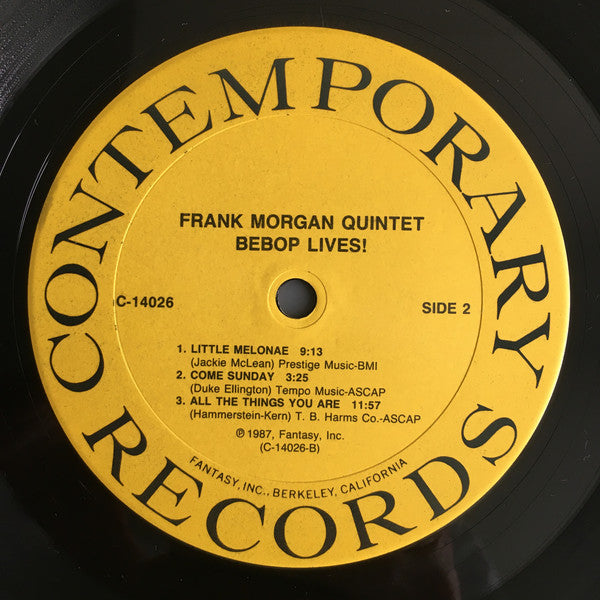 CONTEMPORARY RECORDS
FRANK MORGAN QUINTET
BEBOP LIVES!
C-14026
SIDE 2
1. LITTLE MELONAE 9:13
(Jackie McLean) Prestige Music-BMI
2. COME SUNDAY 3:25
(Duke Ellington) Tempo Music-ASCAP
3. ALL THE THINGS YOU ARE 11:57
(Hammerstein-Kern) T. B. Harms Co.-ASCAP
℗ 1987, Fantasy, Inc.
(C-14026-B)
FANTASY, INC., BERKELEY, CALIFORNIA